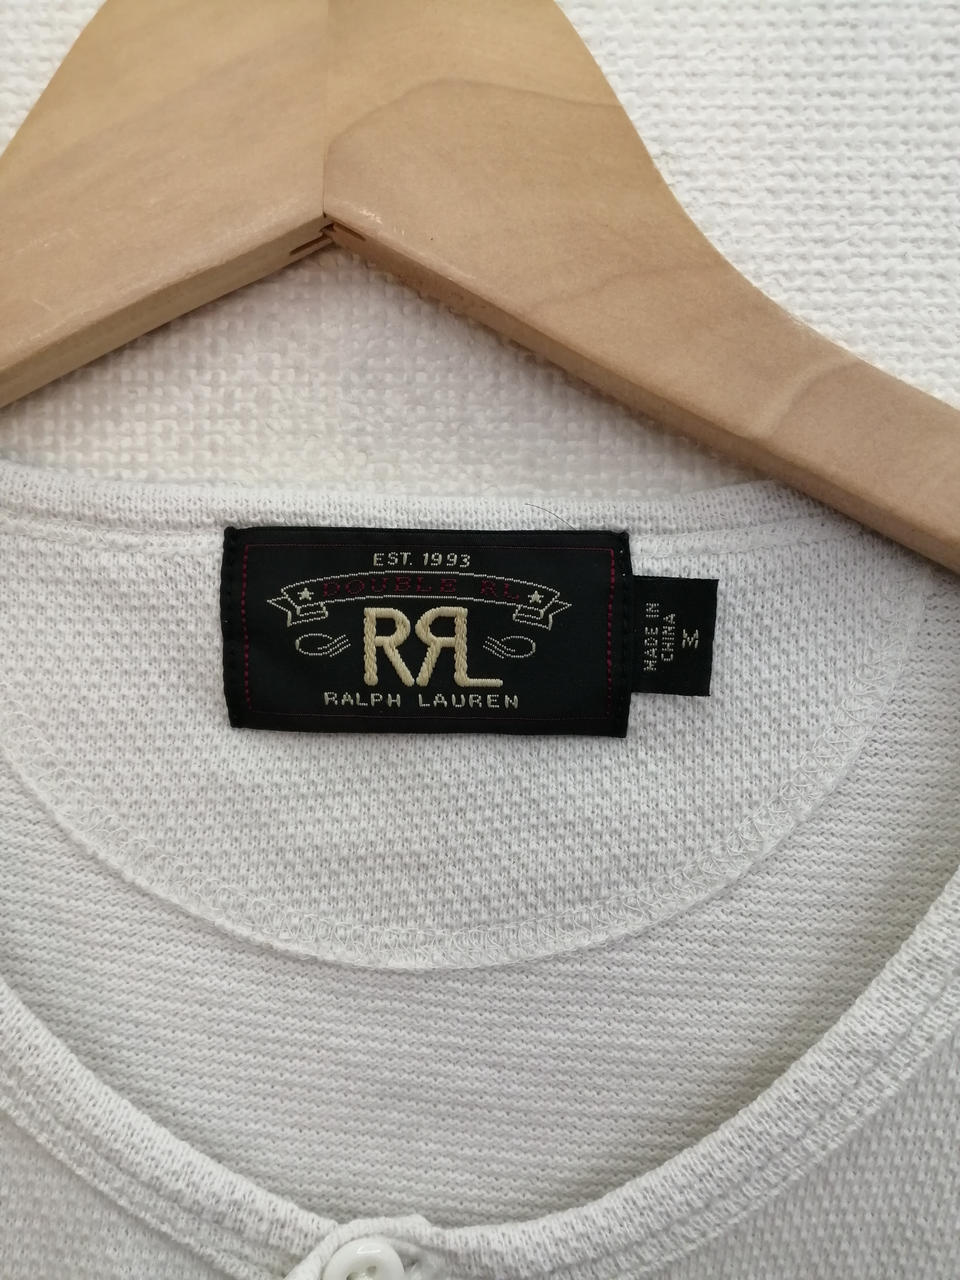 EST. 1993
DOUBLE RL
RRL
RALPH LAUREN
MADE IN
CHINA
M